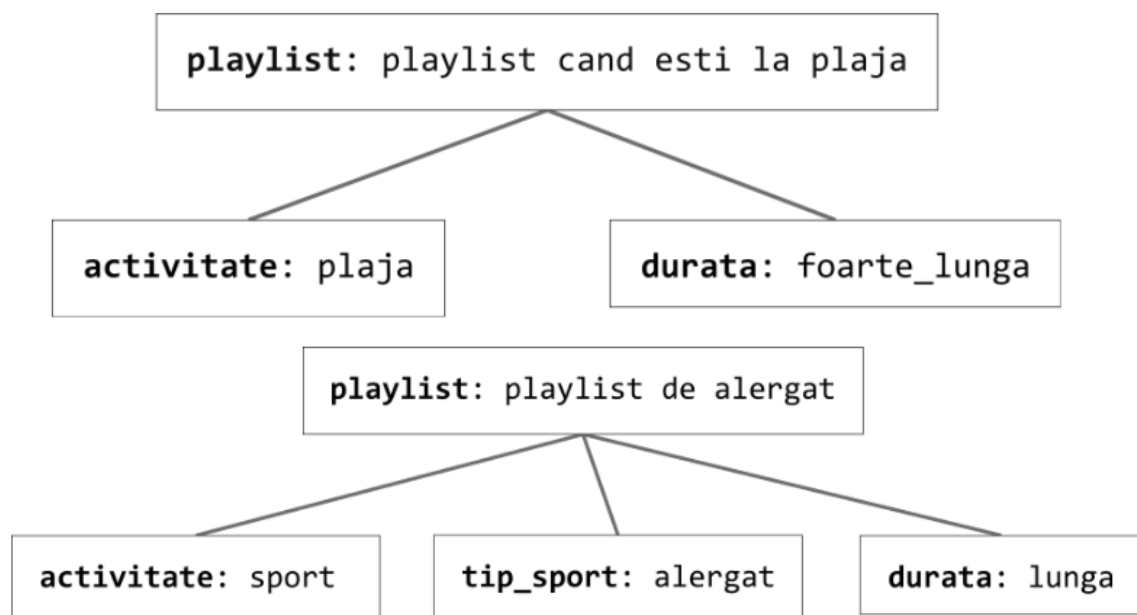 playlist: playlist cand esti la plaja
activitate: plaja
durata: foarte_lunga
playlist: playlist de alergat
activitate: sport
tip_sport: alergat
durata: lunga